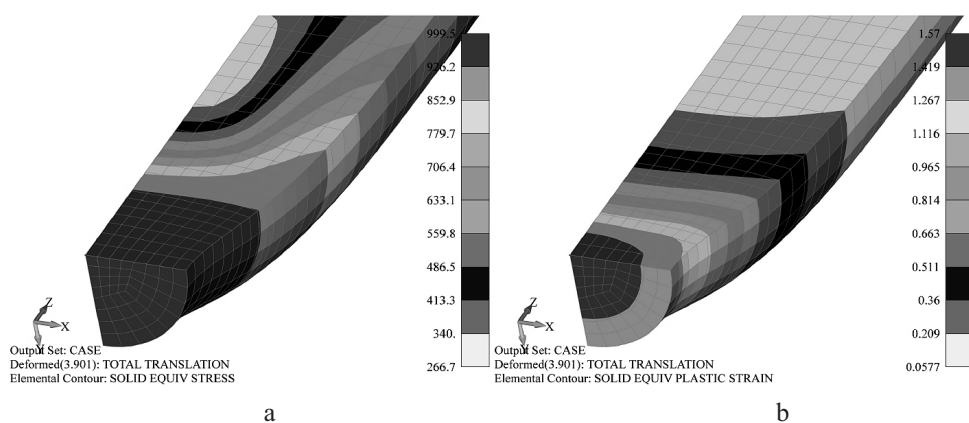 999.5
926.2
852.9
779.7
706.4
633.1
559.8
486.5
413.3
340.
266.7
Z
X
Y
Output Set: CASE
Deformed(3.901): TOTAL TRANSLATION
Elemental Contour: SOLID EQUIV STRESS
a
1.57
1.419
1.267
1.116
0.965
0.814
0.663
0.511
0.36
0.209
0.0577
Z
X
Y
Output Set: CASE
Deformed(3.901): TOTAL TRANSLATION
Elemental Contour: SOLID EQUIV PLASTIC STRAIN
b